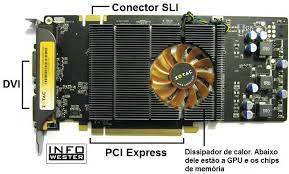 Conector SLI
DVI
ZOTAC
ZOTAC
INFO
WESTER
PCI Express
Dissipador de calor. Abaixo
dele estão a GPU e os chips
de memória